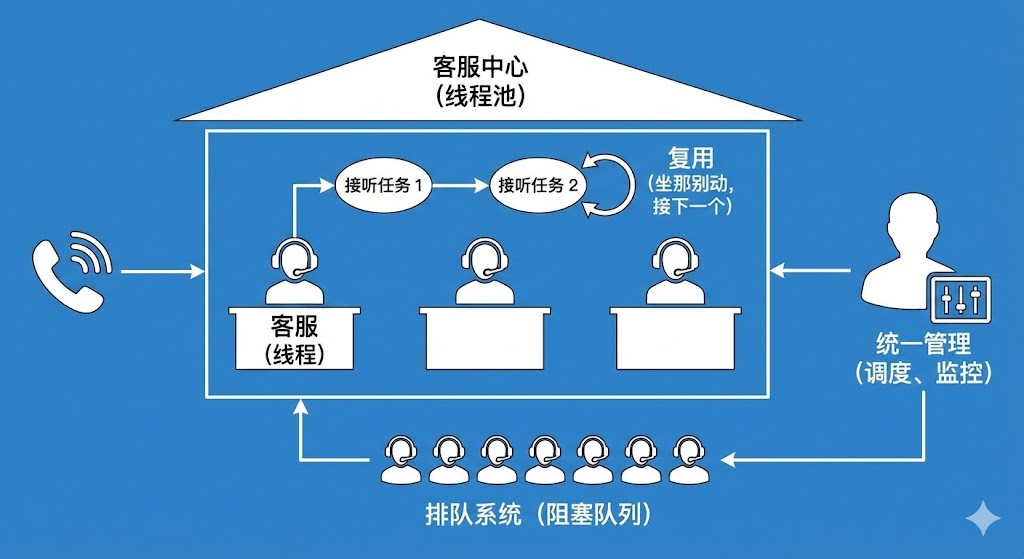 客服中心
（线程池）
接听任务 1
接听任务 2
复用
（坐那别动，
接下一个）
客服
（线程）
统一管理
（调度、监控）
排队系统（阻塞队列）